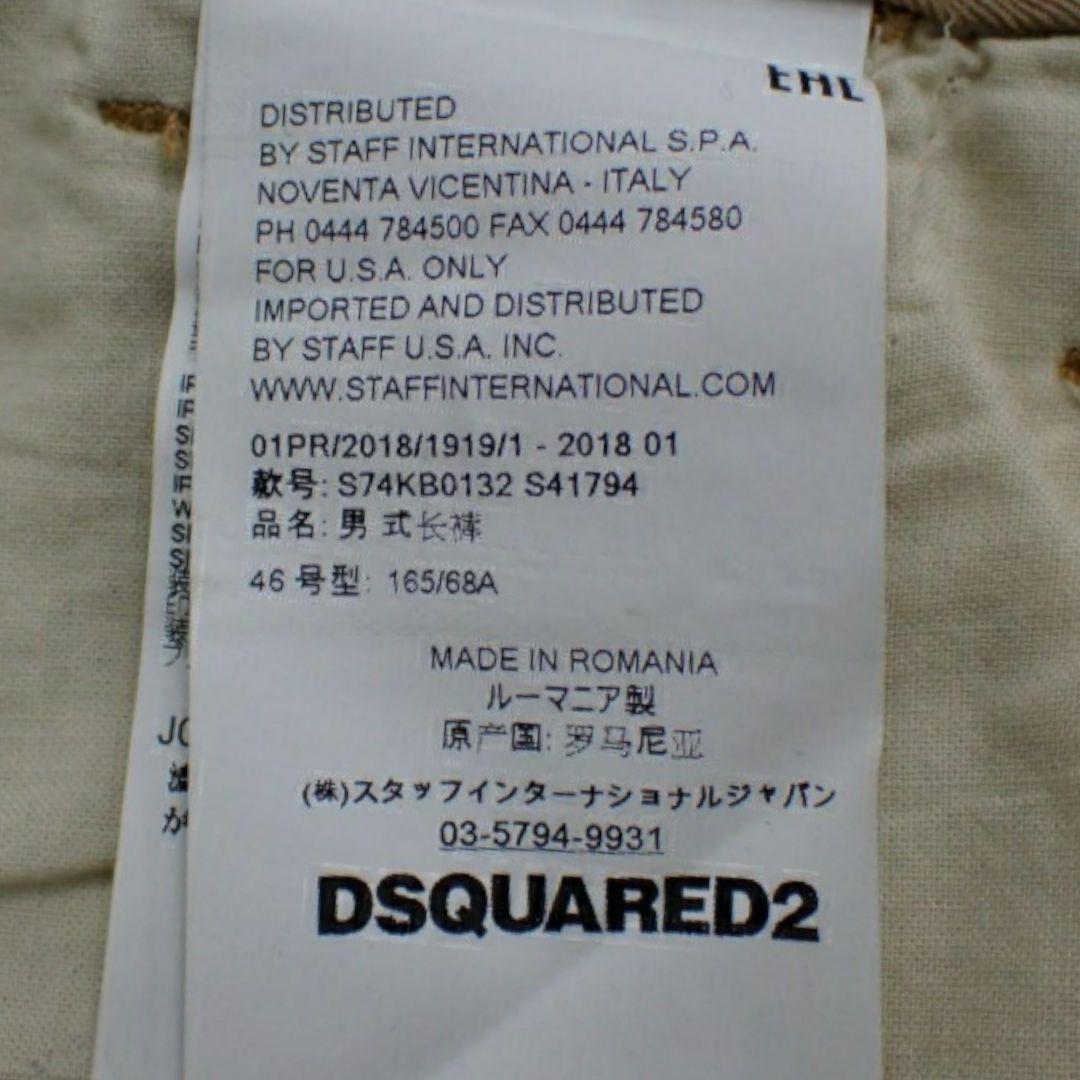 DISTRIBUTED
BY STAFF INTERNATIONAL S.P.A.
NOVENTA VICENTINA - ITALY
PH 0444 784500 FAX 0444 784580
FOR U.S.A. ONLY
IMPORTED AND DISTRIBUTED
BY STAFF U.S.A. INC.
WWW.STAFFINTERNATIONAL.COM
01PR/2018/1919/1 - 2018 01
款号: S74KB0132 S41794
品名: 男式长裤
46 号型: 165/68A
MADE IN ROMANIA
ルーマニア製
原产国: 罗马尼亚
(株)スタッフインターナショナルジャパン
03-5794-9931
DSQUARED2